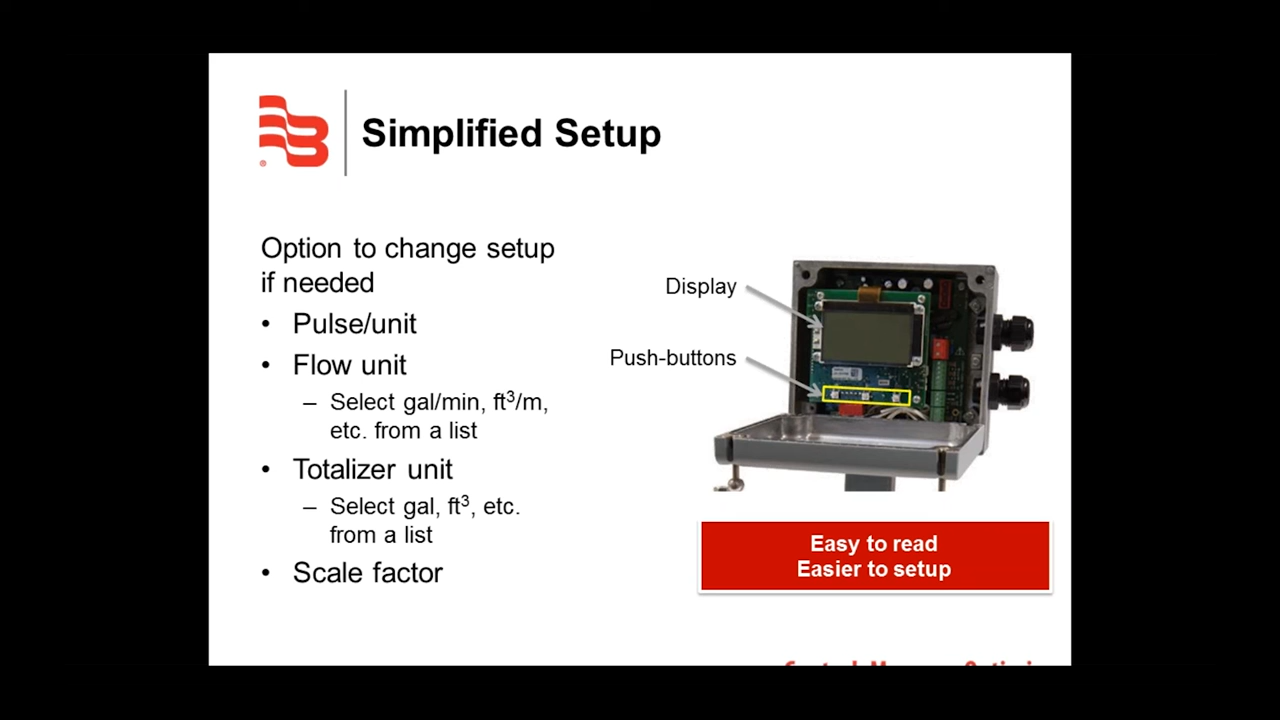 Simplified Setup
Option to change setup
if needed
• Pulse/unit
• Flow unit
– Select gal/min, ft³/m,
etc. from a list
• Totalizer unit
– Select gal, ft³, etc.
from a list
• Scale factor
Display
Push-buttons
Easy to read
Easier to setup